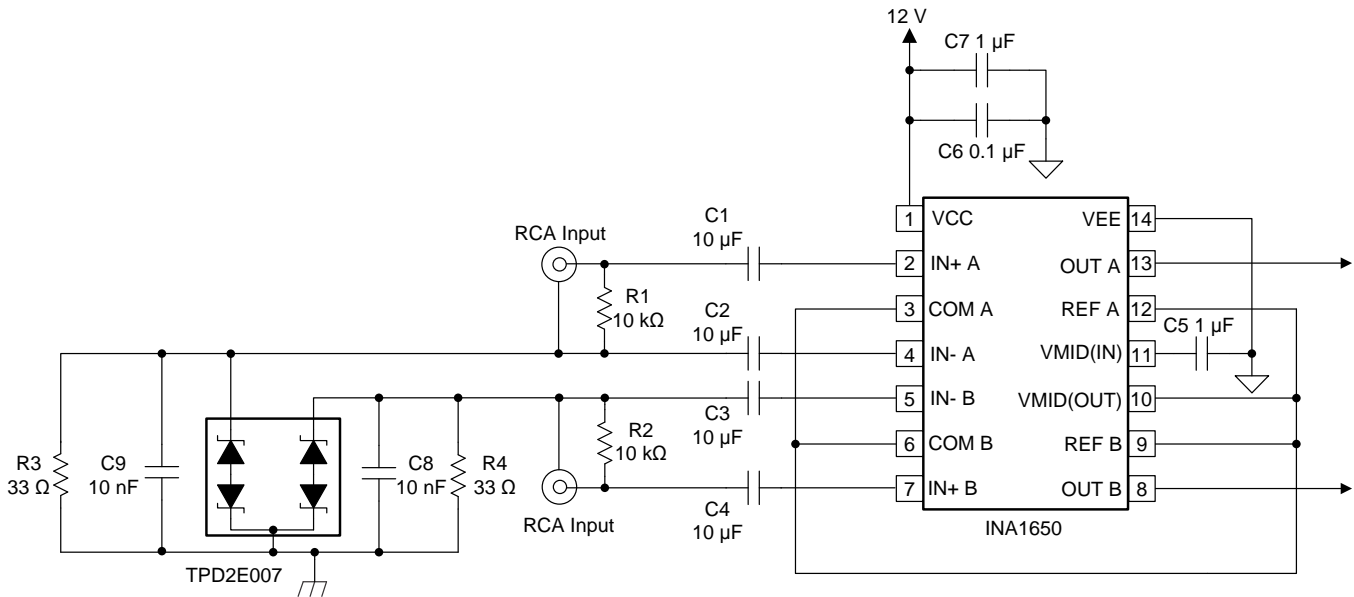 12 V
C7 1 µF
C6 0.1 µF
RCA Input
C1
10 µF
R1
10 kΩ
C2
10 µF
C3
10 µF
R2
10 kΩ
C4
10 µF
RCA Input
1 VCC
2 IN+ A
3 COM A
4 IN- A
5 IN- B
6 COM B
7 IN+ B
VEE 14
OUT A 13
REF A 12
VMID(IN) 11
VMID(OUT) 10
REF B 9
OUT B 8
C5 1 µF
INA1650
R3
33 Ω
C9
10 nF
C8
10 nF
R4
33 Ω
TPD2E007